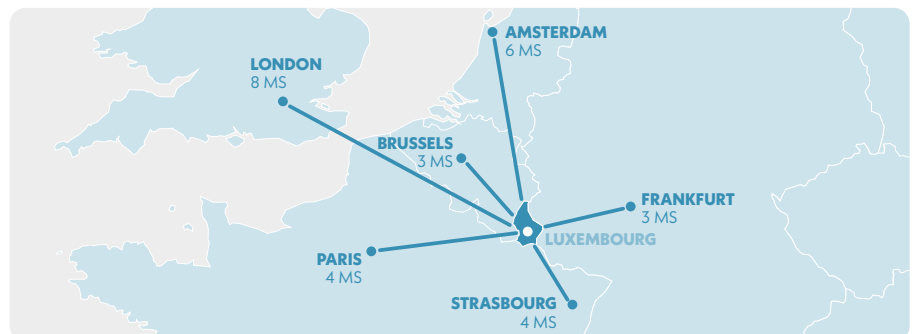 AMSTERDAM
6 MS
LONDON
8 MS
BRUSSELS
3 MS
FRANKFURT
3 MS
LUXEMBOURG
PARIS
4 MS
STRASBOURG
4 MS